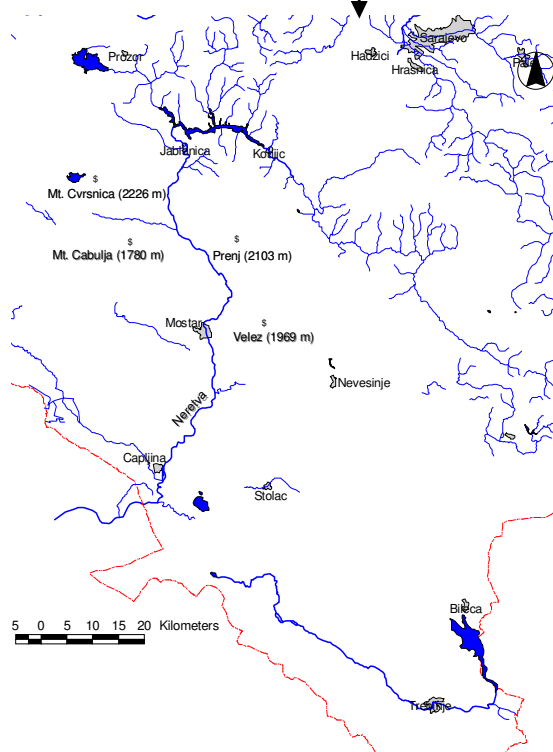 Sarajevo
Prozor
Hadzici
Hrasnica
Pale
Jablanica
Konjic
$
Mt. Cvrsnica (2226 m)
$
$
Mt. Cabulja (1780 m)
Prenj (2103 m)
Mostar
$
Velez (1969 m)
Nevesinje
Neretva
Capljina
Stolac
Bileca
5 0 5 10 15 20 Kilometers
Trebinje